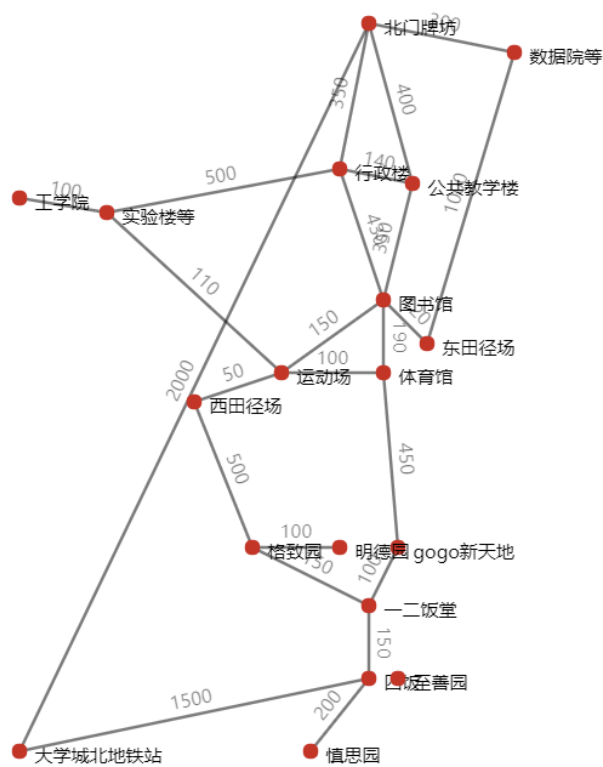 北门牌坊
数据院等
350
400
140
行政楼
公共教学楼
500
100
工学院
实验楼等
110
图书馆
150
190
东田径场
100
50
运动场
体育馆
2000
西田径场
500
450
100
格致园
明德园
gogo新天地
150
100
一二饭堂
150
至善园
1500
200
大学城北地铁站
慎思园